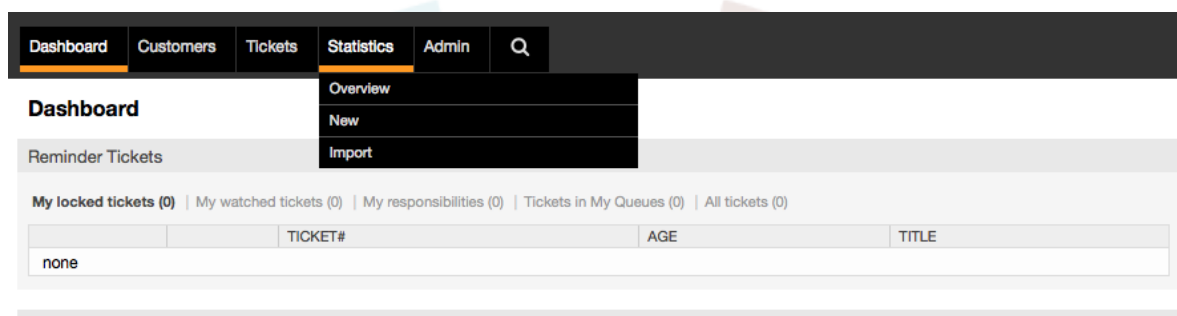 Dashboard Customers Tickets Statistics Admin
Overview
New
Import
Dashboard
Reminder Tickets
My locked tickets (0) | My watched tickets (0) | My responsibilities (0) | Tickets in My Queues (0) | All tickets (0)
TICKET# AGE TITLE
none